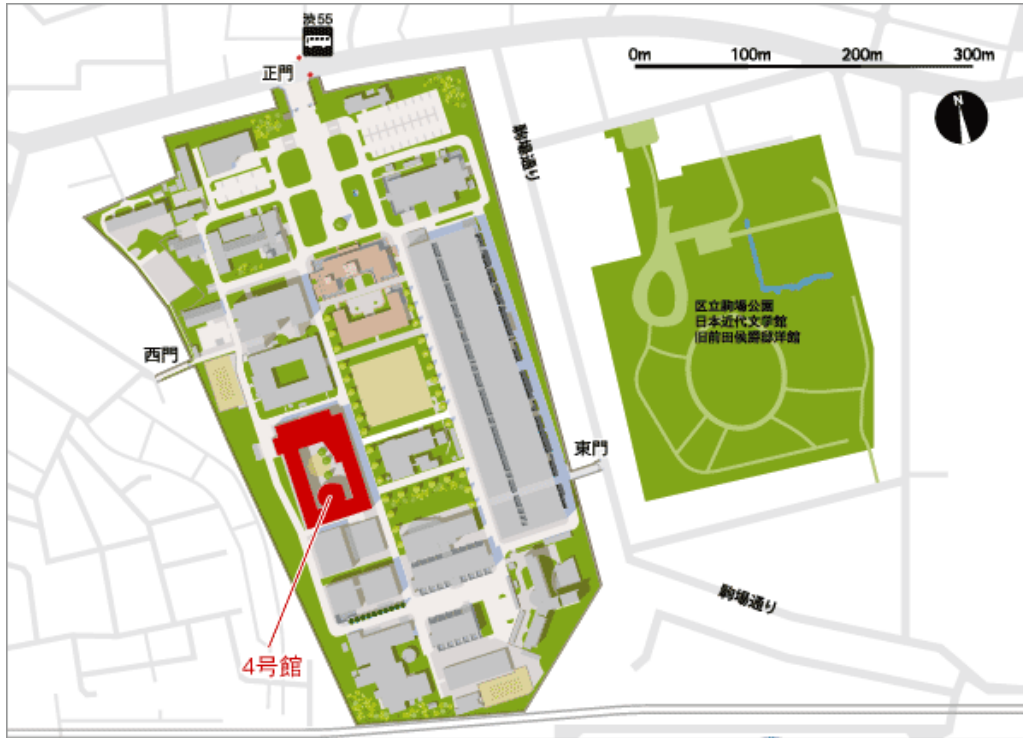 渋55
正門
0m 100m 200m 300m
N
駒場通り
区立駒場公園
日本近代文学館
旧前田侯爵邸洋館
西門
東門
駒場通り
4号館